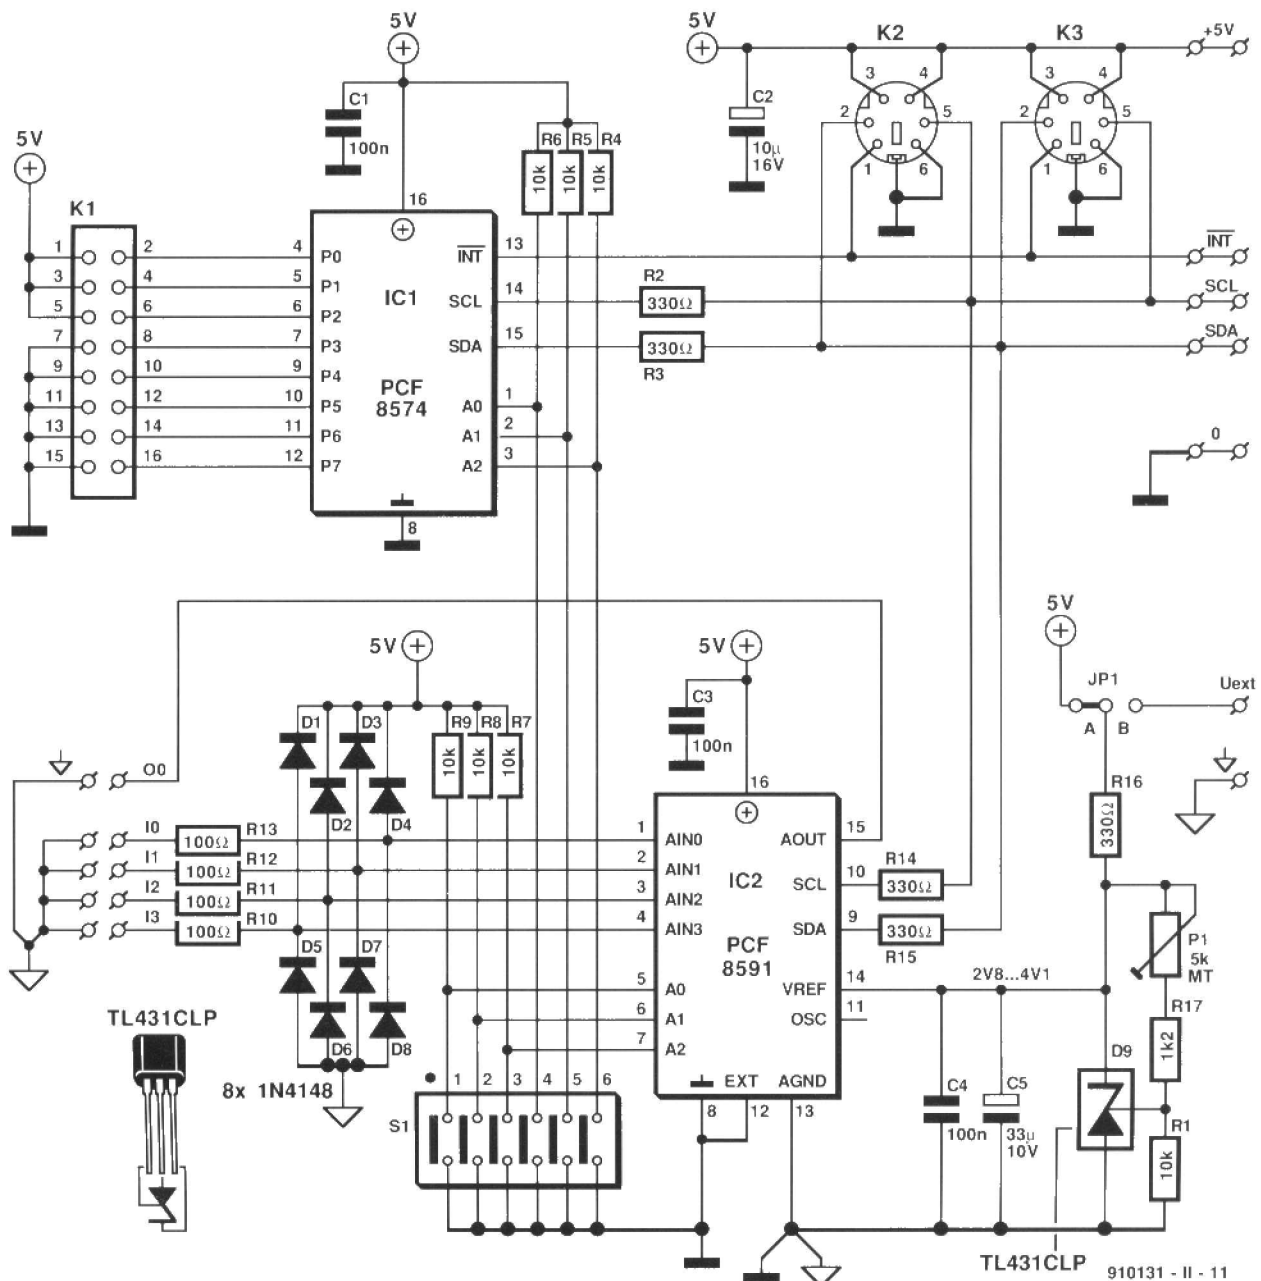 5V
5V
K2
K3
+5V
C1
100n
R6
R5
R4
10k
10k
10k
C2
10µ
16V
3
4
2
5
1
6
3
4
2
5
1
6
5V
K1
16
1
2
4
P0
INT
13
INT
3
4
5
P1
IC1
SCL
14
R2
330Ω
SCL
5
6
6
P2
7
8
7
P3
SDA
15
330Ω
R3
SDA
9
10
9
P4
PCF
8574
11
12
10
P5
A0
1
13
14
11
P6
A1
2
0
15
16
12
P7
A2
3
8
5V
5V
5V
JP1
Uext
A
B
D1
D3
R9
R8
R7
10k
10k
10k
C3
100n
O0
D2
D4
16
R16
330Ω
I0
100Ω
R13
1
AIN0
AOUT
15
I1
100Ω
R12
2
AIN1
IC2
R14
I2
100Ω
R11
3
AIN2
SCL
10
330Ω
I3
100Ω
R10
4
AIN3
SDA
9
330Ω
R15
PCF
8591
P1
5k
MT
D5
D7
5
A0
VREF
14
2V8...4V1
6
A1
OSC
11
R17
1k2
7
A2
TL431CLP
D6
D8
D9
8x 1N4148
1
2
3
4
5
6
EXT
AGND
8
12
13
C4
100n
C5
33µ
10V
R1
10k
S1
TL431CLP
910131 - II - 11